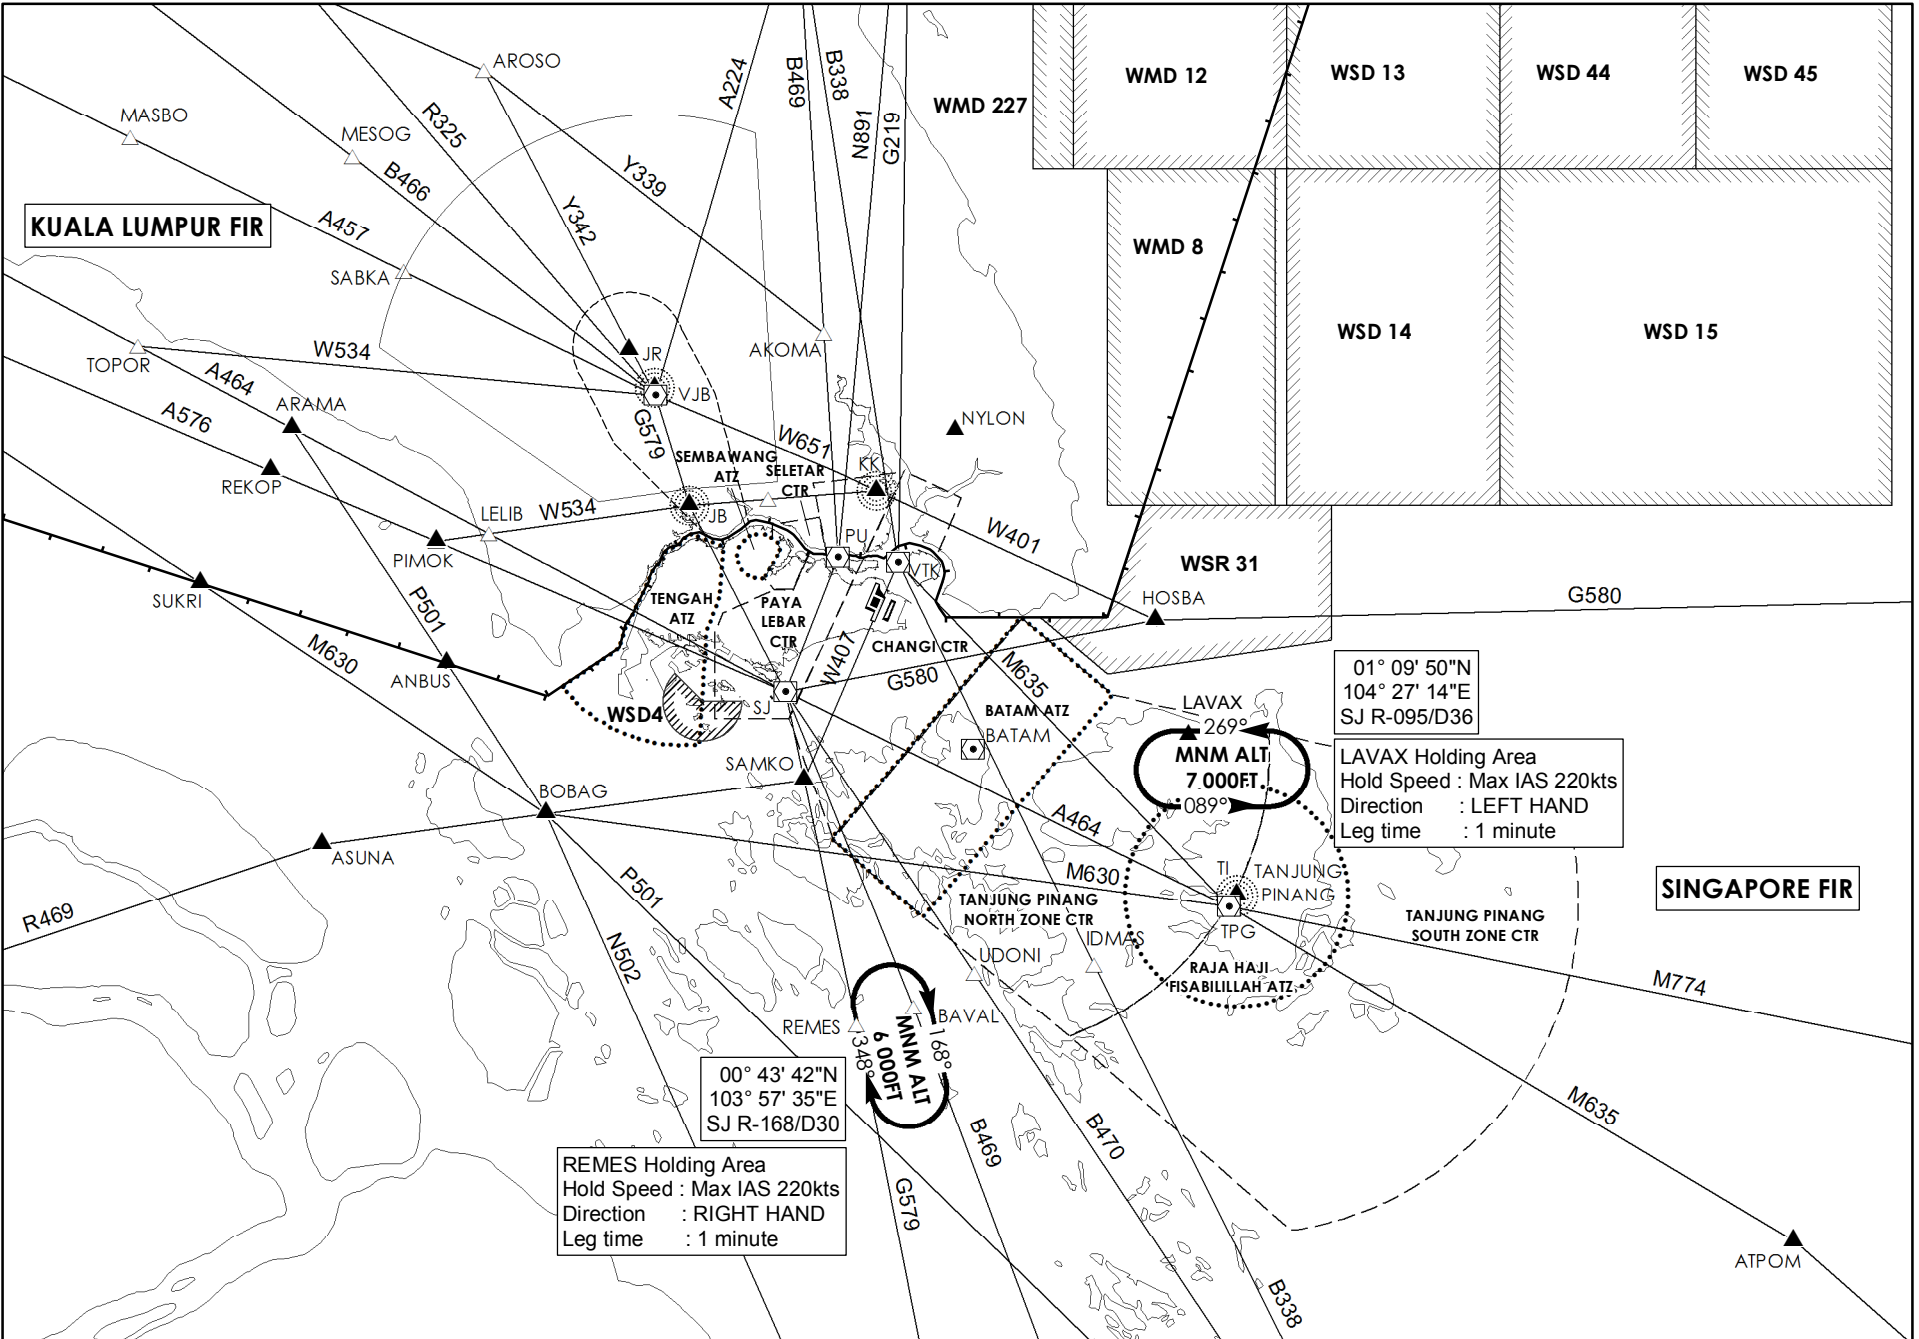 AROSO
A224
B469
B338
N891
G219
WMD 227
WMD 12
WSD 13
WSD 44
WSD 45
MASBO
MESOG
R325
B466
Y339
Y342
A457
KUALA LUMPUR FIR
SABKA
WMD 8
WSD 14
WSD 15
TOPOR
W534
JR
AKOMA
A464
VJB
ARAMA
A576
G579
W651
NYLON
REKOP
SEMBAWANG
ATZ
SELETAR
CTR
KK
LELIB
W534
JB
PIMOK
PU
VTK
W401
WSR 31
SUKRI
P501
TENGAH
ATZ
PAYA
LEBAR
CTR
HOSBA
G580
M630
ANBUS
W407
CHANGI CTR
G580
M635
WSD4
SJ
BATAM ATZ
BATAM
LAVAX
269°
MNM ALT
7 000FT
089°
01° 09' 50"N
104° 27' 14"E
SJ R-095/D36
LAVAX Holding Area
Hold Speed : Max IAS 220kts
Direction : LEFT HAND
Leg time : 1 minute
SAMKO
BOBAG
ASUNA
A464
M630
TI
TANJUNG
PINANG
TPG
R469
P501
N502
TANJUNG PINANG
NORTH ZONE CTR
TANJUNG PINANG
SOUTH ZONE CTR
SINGAPORE FIR
UDONI
IDMAS
RAJA HAJI
FISABILILLAH ATZ
M774
REMES
BAVAL
168°
MNM ALT
6 000FT
348°
00° 43' 42"N
103° 57' 35"E
SJ R-168/D30
REMES Holding Area
Hold Speed : Max IAS 220kts
Direction : RIGHT HAND
Leg time : 1 minute
G579
B469
B470
B338
M635
ATPOM